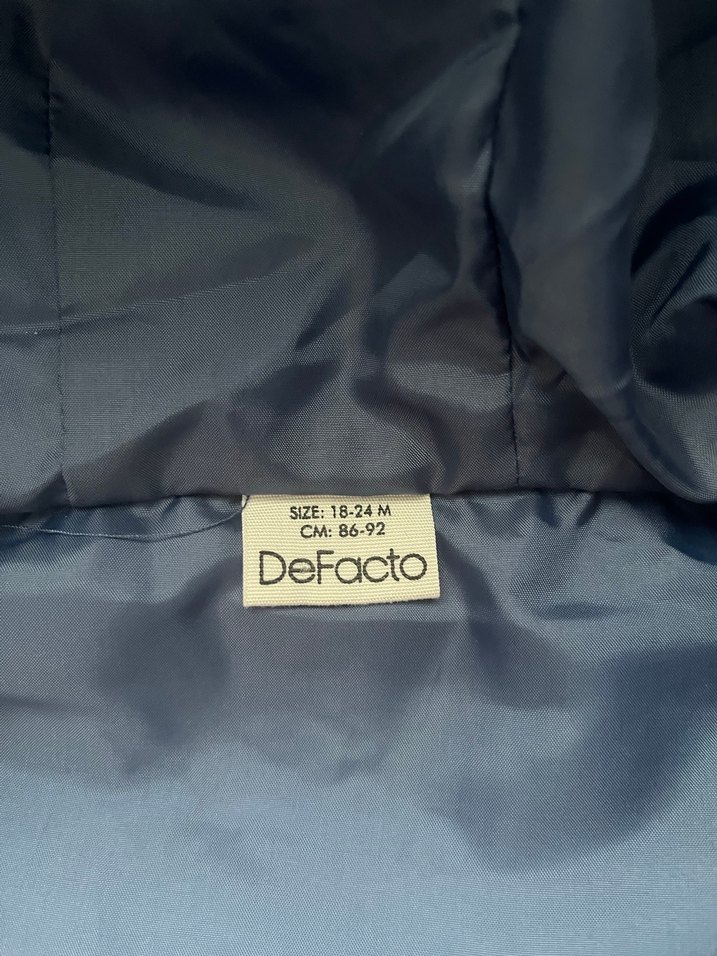 SIZE: 18-24 M
CM: 86-92
DeFacto